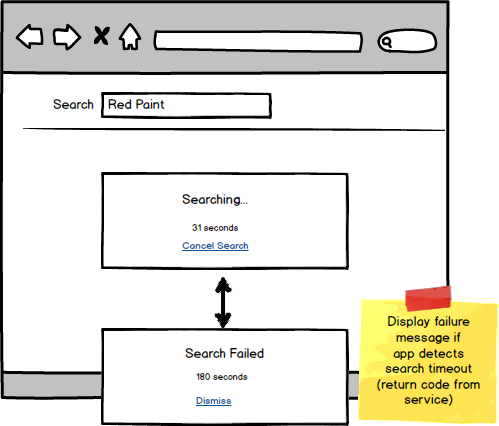 Search Red Paint
Searching...
31 seconds
Cancel Search
Search Failed
180 seconds
Dismiss
Display failure
message if
app detects
search timeout
(return code from
service)